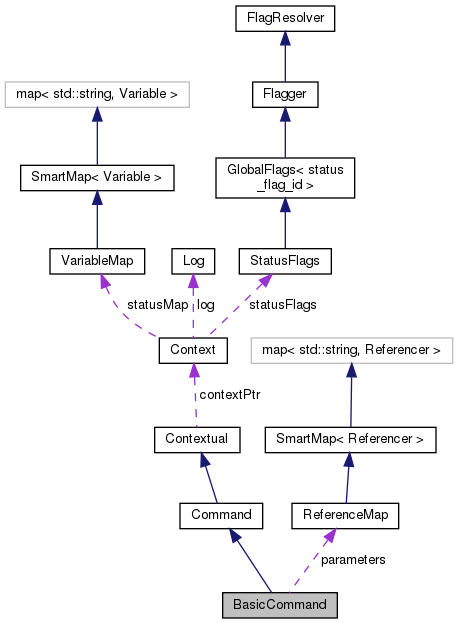 FlagResolver
map< std::string, Variable >
Flagger
SmartMap< Variable >
GlobalFlags< status
_flag_id >
VariableMap
Log
StatusFlags
statusMap
log
statusFlags
Context
map< std::string, Referencer >
contextPtr
Contextual
SmartMap< Referencer >
Command
ReferenceMap
parameters
BasicCommand